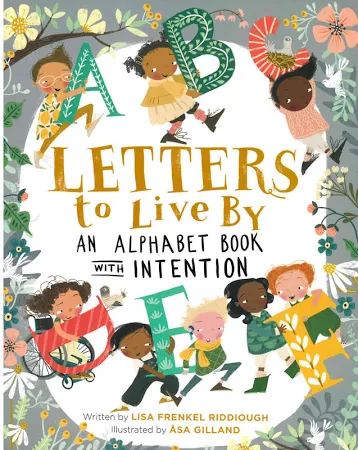 A B C
LETTERS
to LIVE BY
AN ALPHABET BOOK
WITH INTENTION
D E F
Written by LISA FRENKEL RIDDIOUGH
Illustrated by ÅSA GILLAND